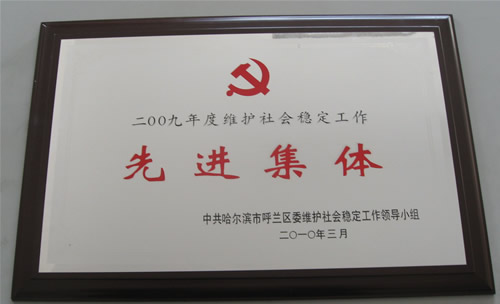 二00九年度维护社会稳定工作
先进集体
中共哈尔滨市呼兰区委维护社会稳定工作领导小组
二〇一〇年三月